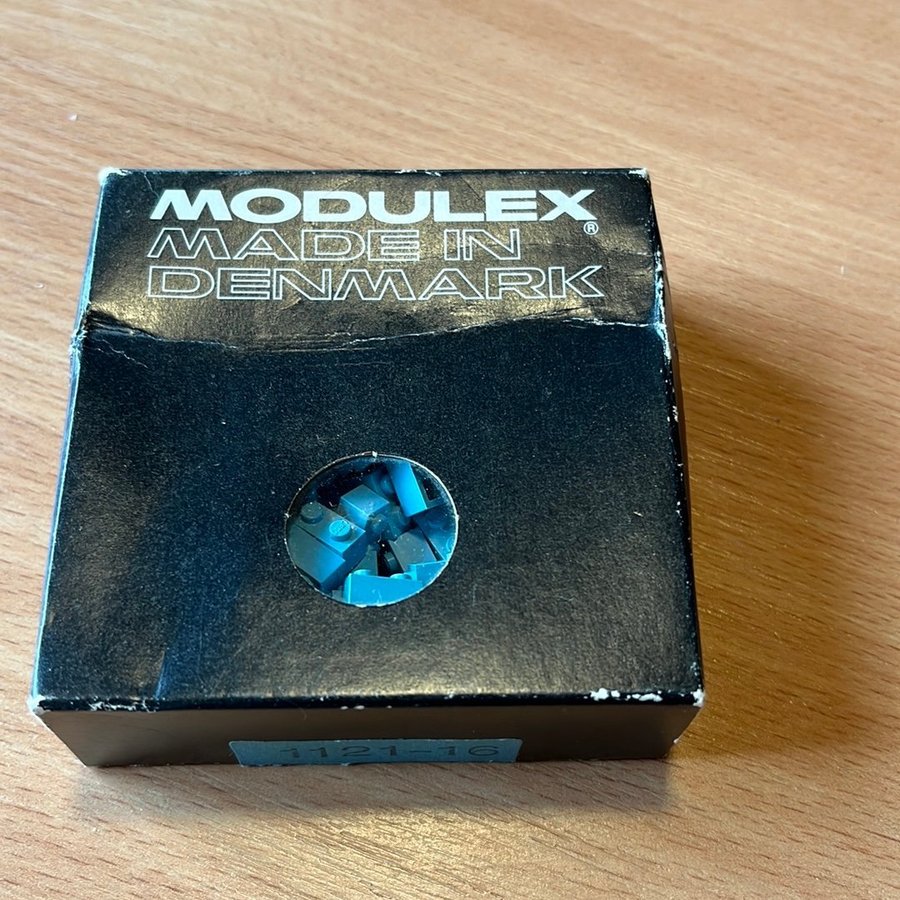 MODULEX
®
MADE IN
DENMARK
1121-16